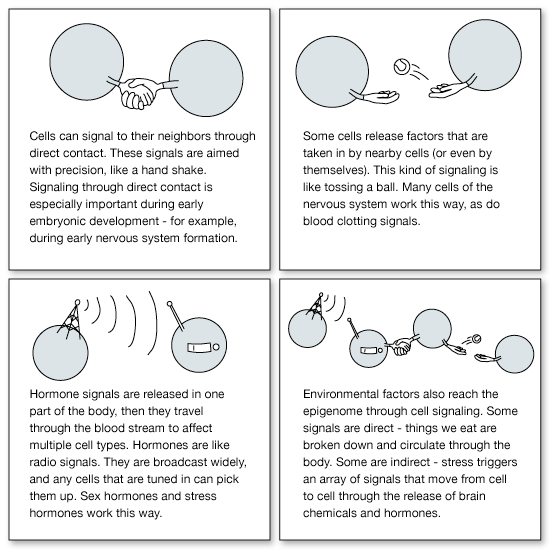 Cells can signal to their neighbors through
direct contact. These signals are aimed
with precision, like a hand shake.
Signaling through direct contact is
especially important during early
embryonic development - for example,
during early nervous system formation.
Some cells release factors that are
taken in by nearby cells (or even by
themselves). This kind of signaling is
like tossing a ball. Many cells of the
nervous system work this way, as do
blood clotting signals.
Hormone signals are released in one
part of the body, then they travel
through the blood stream to affect
multiple cell types. Hormones are like
radio signals. They are broadcast widely,
and any cells that are tuned in can pick
them up. Sex hormones and stress
hormones work this way.
Environmental factors also reach the
epigenome through cell signaling. Some
signals are direct - things we eat are
broken down and circulate through the
body. Some are indirect - stress triggers
an array of signals that move from cell
to cell through the release of brain
chemicals and hormones.